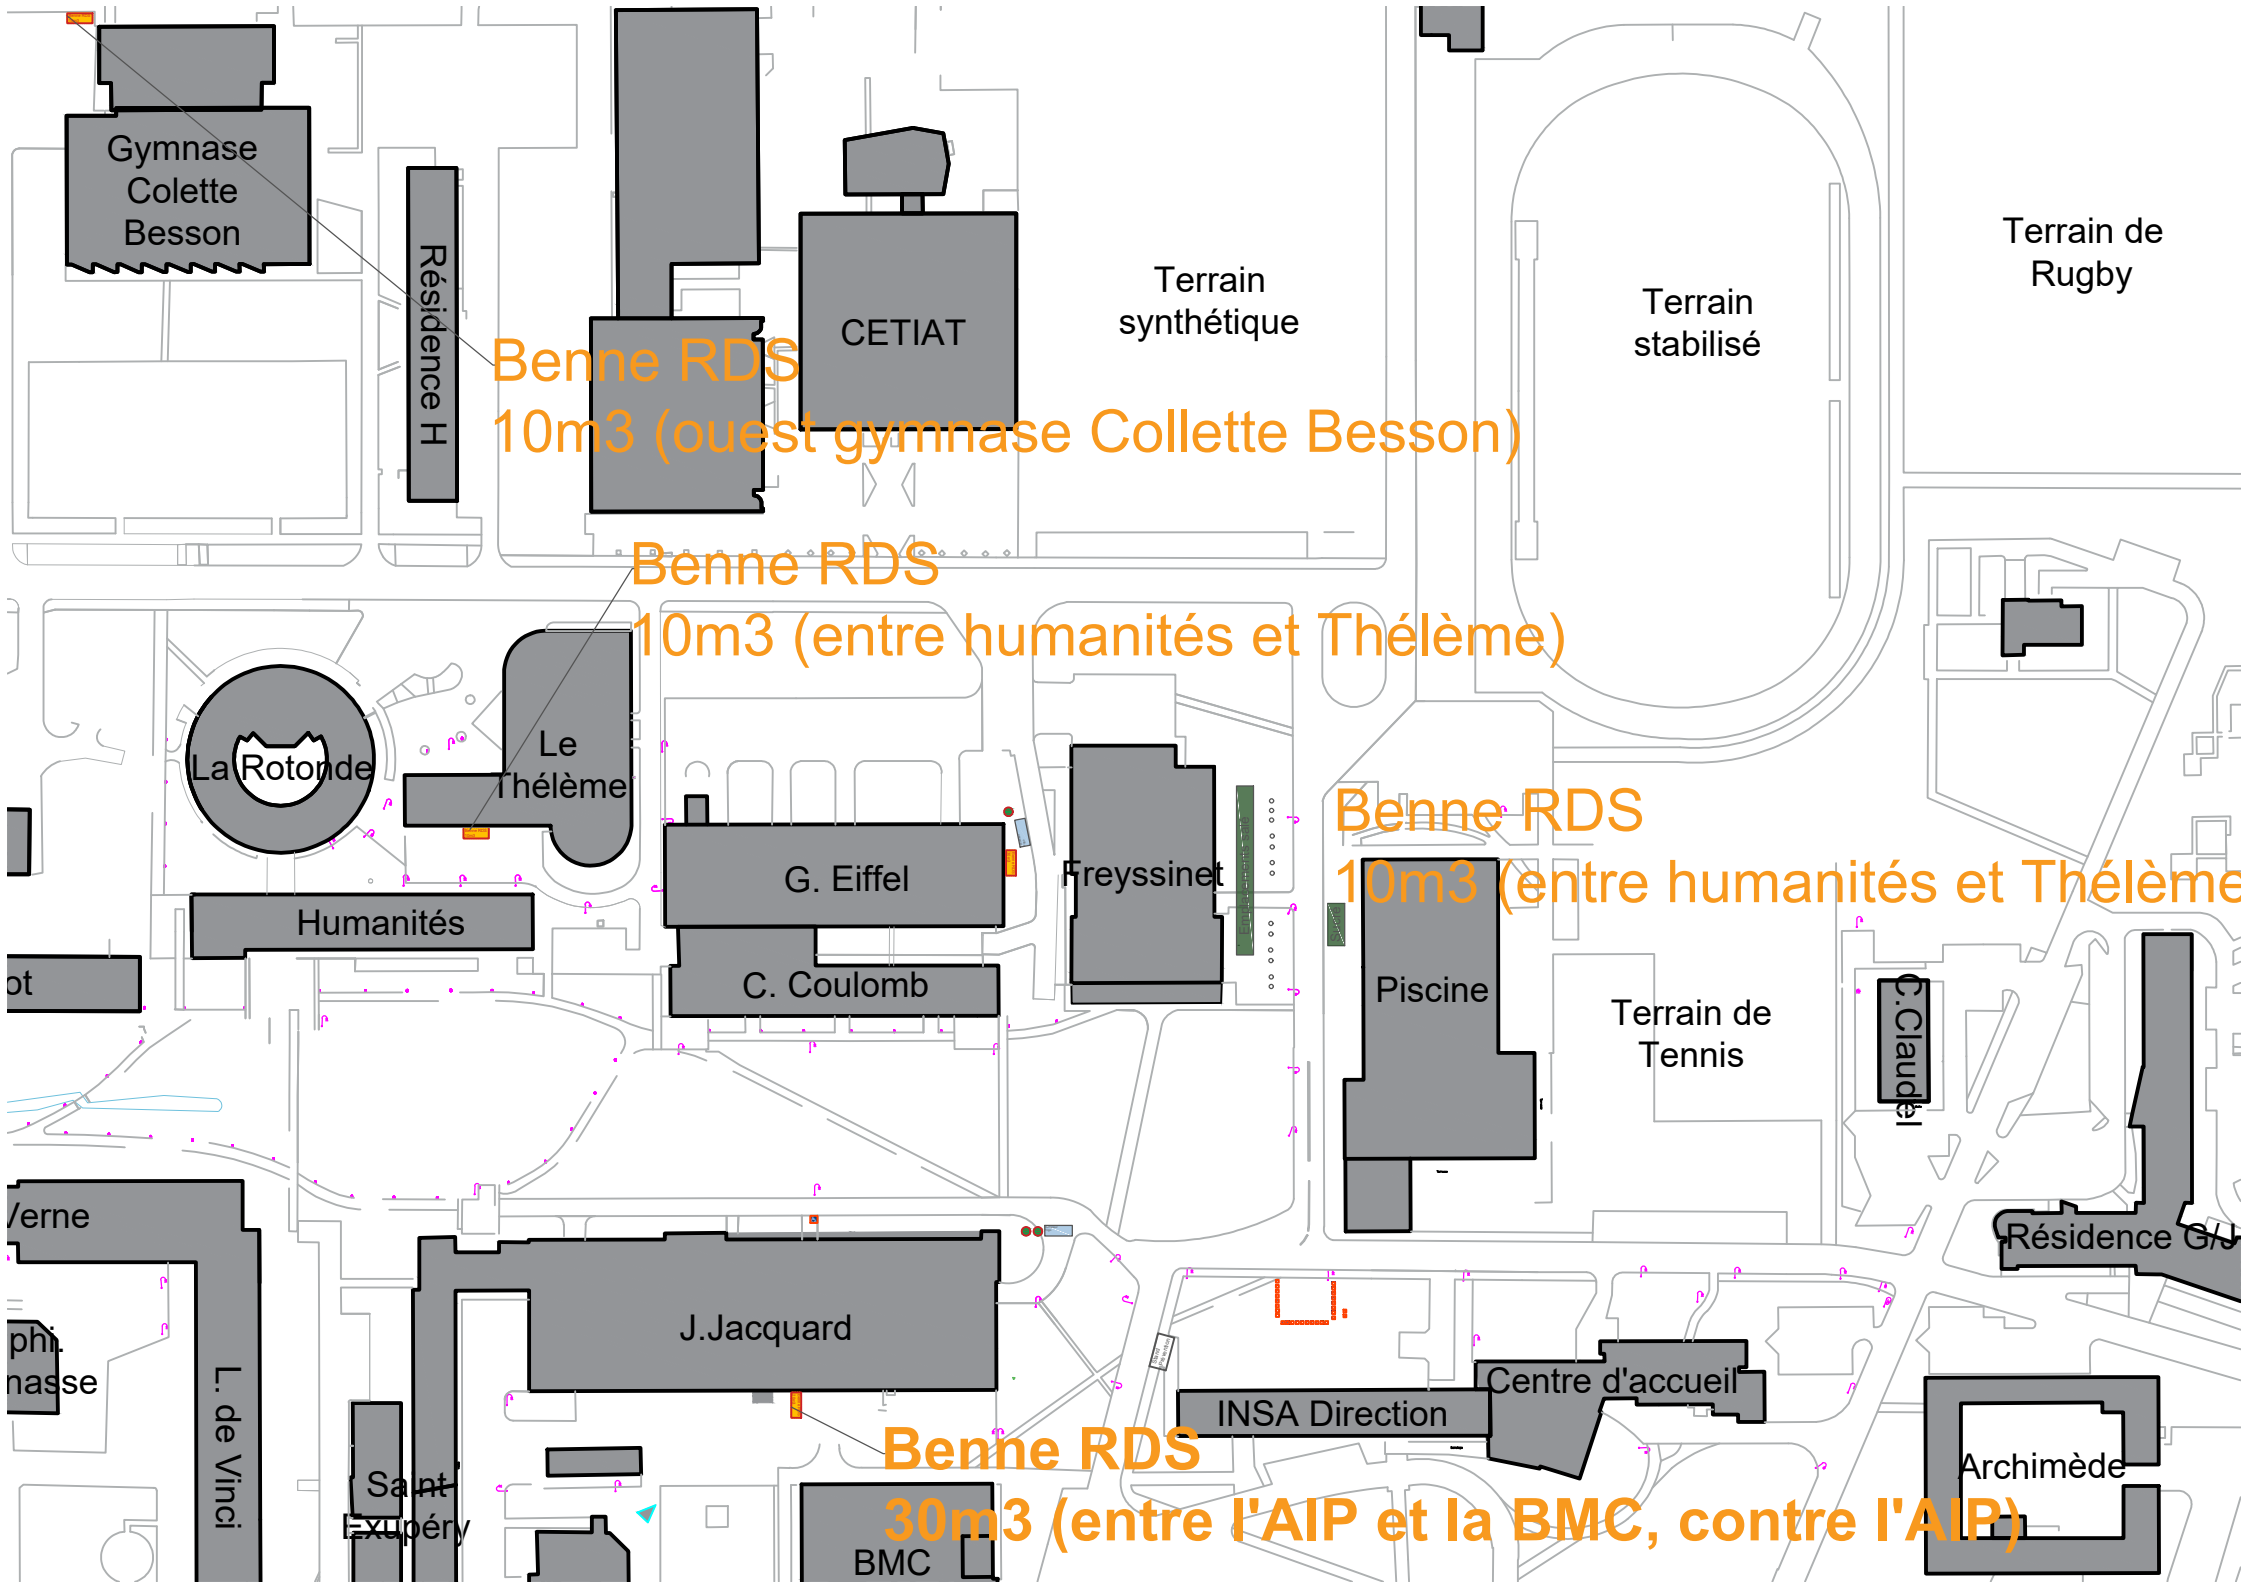 Gymnase
Colette
Besson
Résidence H
CETIAT
Terrain
synthétique
Terrain
stabilisé
Terrain de
Rugby
Benne RDS
10m3 (ouest gymnase Collette Besson)
Benne RDS
10m3 (entre humanités et Thélème)
La Rotonde
Le
Thélème
G. Eiffel
Freyssinet
Benne RDS
10m3 (entre humanités et Thélème
Humanités
ot
C. Coulomb
Piscine
Terrain de
Tennis
C.Claudel
Verne
Résidence G/J
phi.
nasse
L. de Vinci
J.Jacquard
INSA Direction
Centre d'accueil
Archimède
Saint
Exupéry
BMC
Benne RDS
30m3 (entre l'AIP et la BMC, contre l'AIP)